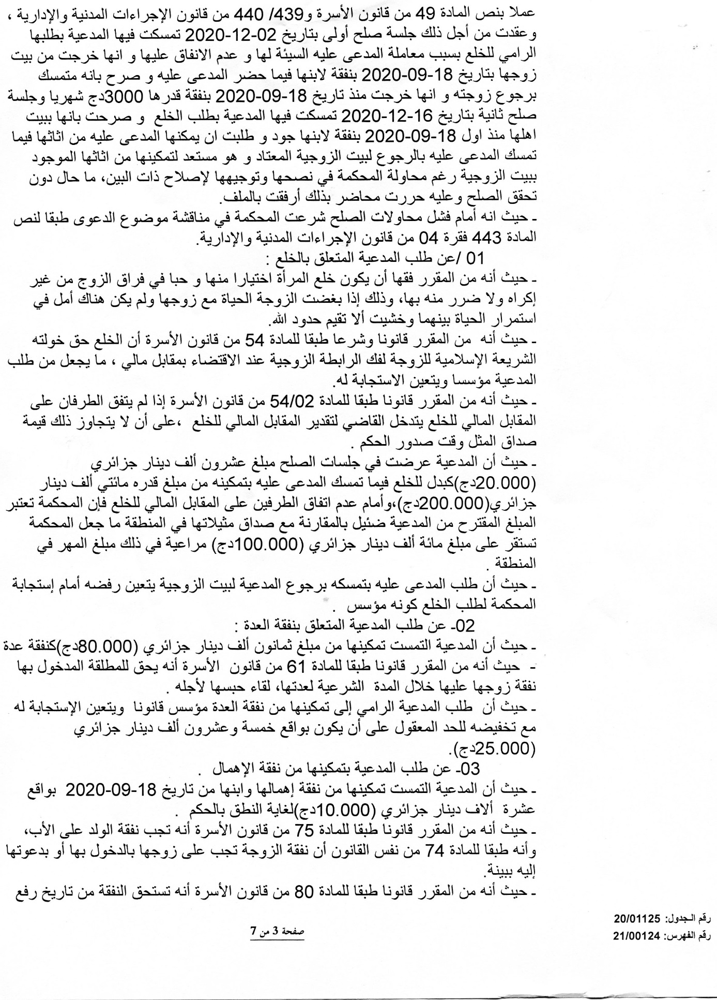 عملا بنص المادة 49 من قانون الأسرة و439/ 440 من قانون الإجراءات المدنية والإدارية ،
وعقدت من أجل ذلك جلسة صلح أولى بتاريخ 02-12-2020 تمسكت فيها المدعية بطلبها
الرامي للخلع بسبب معاملة المدعى عليه السيئة لها و عدم الانفاق عليها و انها خرجت من بيت
زوجها بتاريخ 18-09-2020 بنفقة لابنها فيما حضر المدعى عليه و صرح بانه متمسك
برجوع زوجته و انها خرجت منذ تاريخ 18-09-2020 بنفقة قدرها 3000دج شهريا وجلسة
صلح ثانية بتاريخ 16-12-2020 تمسكت فيها المدعية بطلب الخلع و صرحت بانها ببيت
اهلها منذ اول 18-09-2020 بنفقة لابنها جود و طلبت ان يمكنها المدعى عليه من اثاثها فيما
تمسك المدعى عليه بالرجوع لبيت الزوجية المعتاد و هو مستعد لتمكينها من اثاثها الموجود
ببيت الزوجية رغم محاولة المحكمة في نصحها وتوجيهها لإصلاح ذات البين، ما حال دون
تحقق الصلح وعليه حررت محاضر بذلك أرفقت بالملف.
ـ حيث انه أمام فشل محاولات الصلح شرعت المحكمة في مناقشة موضوع الدعوى طبقا لنص
المادة 443 فقرة 04 من قانون الإجراءات المدنية والإدارية.
01 /عن طلب المدعية المتعلق بالخلع :
ـ حيث أنه من المقرر فقها أن يكون خلع المرأة اختيارا منها و حبا في فراق الزوج من غير
إكراه ولا ضرر منه بها، وذلك إذا بغضت الزوجة الحياة مع زوجها ولم يكن هناك أمل في
استمرار الحياة بينهما وخشيت ألا تقيم حدود الله.
ـ حيث أنه من المقرر قانونا وشرعا طبقا للمادة 54 من قانون الأسرة أن الخلع حق خولته
الشريعة الإسلامية للزوجة لفك الرابطة الزوجية عند الاقتضاء بمقابل مالي ، ما يجعل من طلب
المدعية مؤسسا ويتعين الاستجابة له.
ـ حيث أنه من المقرر قانونا طبقا للمادة 54/02 من قانون الأسرة إذا لم يتفق الطرفان على
المقابل المالي للخلع يتدخل القاضي لتقدير المقابل المالي للخلع ،على أن لا يتجاوز ذلك قيمة
صداق المثل وقت صدور الحكم .
ـ حيث أن المدعية عرضت في جلسات الصلح مبلغ عشرون ألف دينار جزائري
(20.000دج)كبدل للخلع فيما تمسك المدعى عليه بتمكينه من مبلغ قدره مائتي ألف دينار
جزائري(200.000دج)،وأمام عدم اتفاق الطرفين على المقابل المالي للخلع فإن المحكمة تعتبر
المبلغ المقترح من المدعية ضئيل بالمقارنة مع صداق مثيلاتها في المنطقة ما جعل المحكمة
تستقر على مبلغ مائة ألف دينار جزائري (100.000دج) مراعية في ذلك مبلغ المهر في
المنطقة .
ـ حيث أن طلب المدعى عليه بتمسكه برجوع المدعية لبيت الزوجية يتعين رفضه أمام إستجابة
المحكمة لطلب الخلع كونه مؤسس .
02ـ عن طلب المدعية المتعلق بنفقة العدة :
ـ حيث أن المدعية التمست تمكينها من مبلغ ثمانون ألف دينار جزائري (80.000دج)كنفقة عدة
ـ حيث أنه من المقرر قانونا طبقا للمادة 61 من قانون الأسرة أنه يحق للمطلقة المدخول بها
نفقة زوجها عليها خلال المدة الشرعية لعدتها، لقاء حبسها لأجله .
ـ حيث أن طلب المدعية الرامي إلى تمكينها من نفقة العدة مؤسس قانونا ويتعين الإستجابة له
مع تخفيضه للحد المعقول على أن يكون بواقع خمسة وعشرون ألف دينار جزائري
(25.000دج).
03ـ عن طلب المدعية بتمكينها من نفقة الإهمال .
ـ حيث أن المدعية التمست تمكينها من نفقة إهمالها وابنها من تاريخ 18-09-2020 بواقع
عشرة ألاف دينار جزائري (10.000دج)لغاية النطق بالحكم .
ـ حيث أنه من المقرر قانونا طبقا للمادة 75 من قانون الأسرة أنه تجب نفقة الولد على الأب،
وأنه طبقا للمادة 74 من نفس القانون أن نفقة الزوجة تجب على زوجها بالدخول بها أو بدعوتها
إليه ببينة.
ـ حيث أنه من المقرر قانونا طبقا للمادة 80 من قانون الأسرة أنه تستحق النفقة من تاريخ رفع
رقم الجدول: 20/01125
رقم الفهرس: 21/00124
صفحة 3 من 7